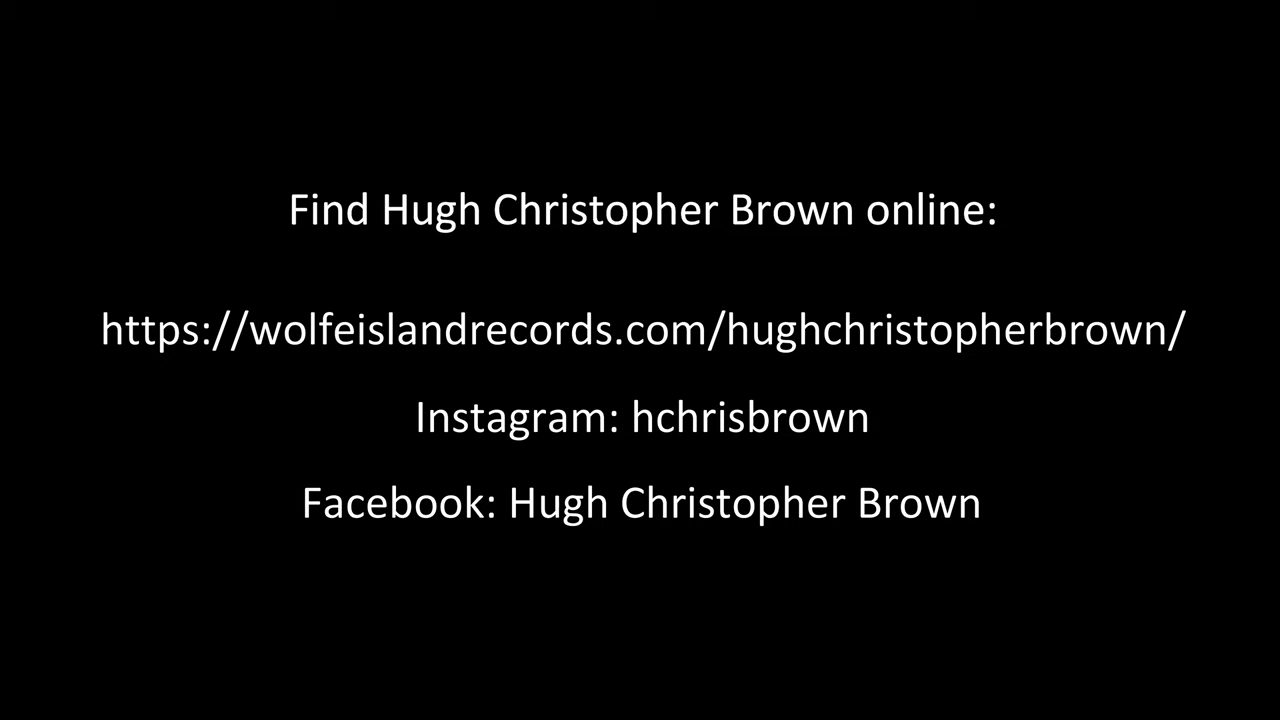 Find Hugh Christopher Brown online:
https://wolfeislandrecords.com/hughchristopherbrown/
Instagram: hchrisbrown
Facebook: Hugh Christopher Brown